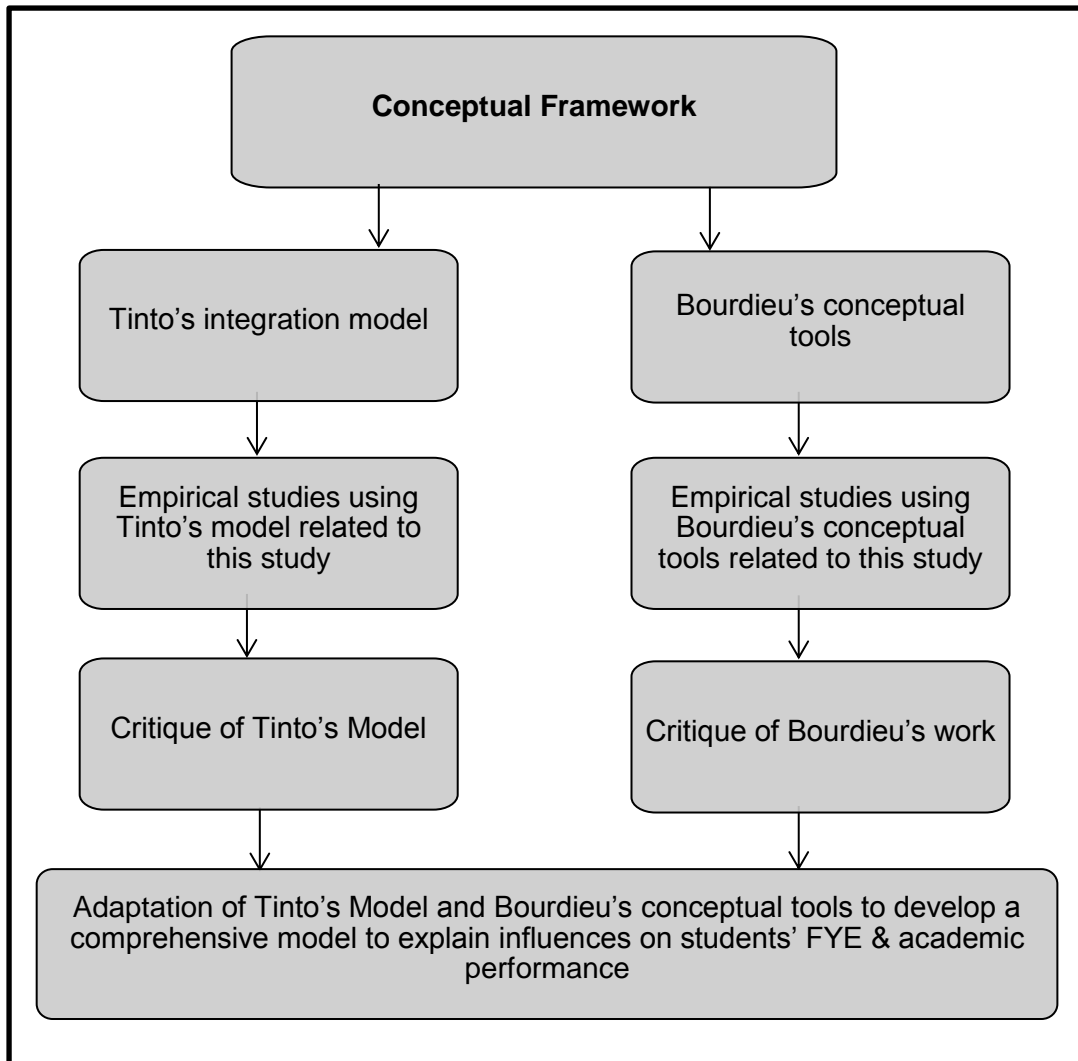 Conceptual Framework
Tinto’s integration model
Bourdieu’s conceptual
tools
Empirical studies using
Tinto’s model related to
this study
Empirical studies using
Bourdieu’s conceptual
tools related to this study
Critique of Tinto’s Model
Critique of Bourdieu’s work
Adaptation of Tinto’s Model and Bourdieu’s conceptual tools to develop a
comprehensive model to explain influences on students’ FYE & academic
performance